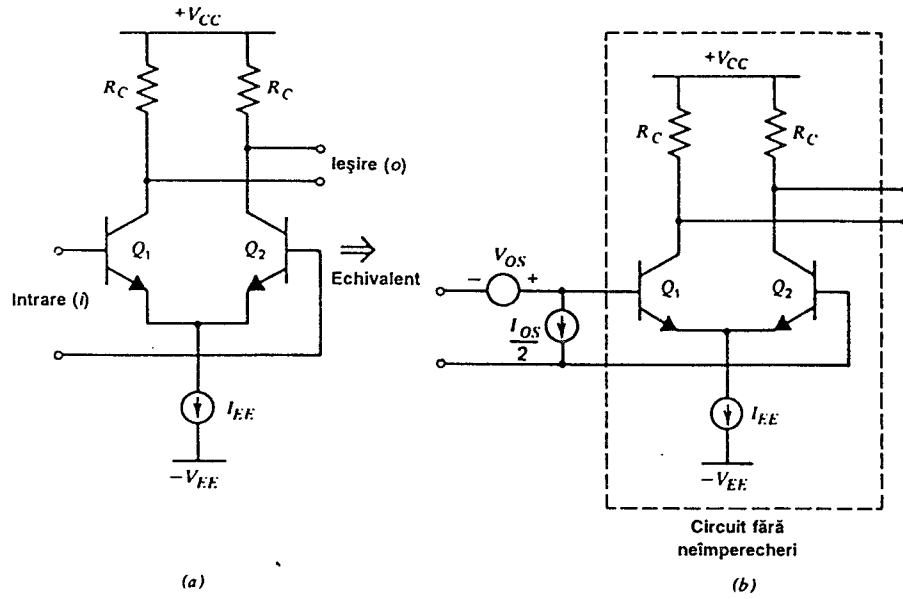 +V_CC
R_C
R_C
Ieşire (o)
Q_1
Q_2
Intrare (i)
I_EE
−V_EE
(a)
Echivalent
+V_CC
R_C
R_C
V_OS
−
+
Q_1
Q_2
I_OS
2
I_EE
−V_EE
Circuit fără
neîmperecheri
(b)